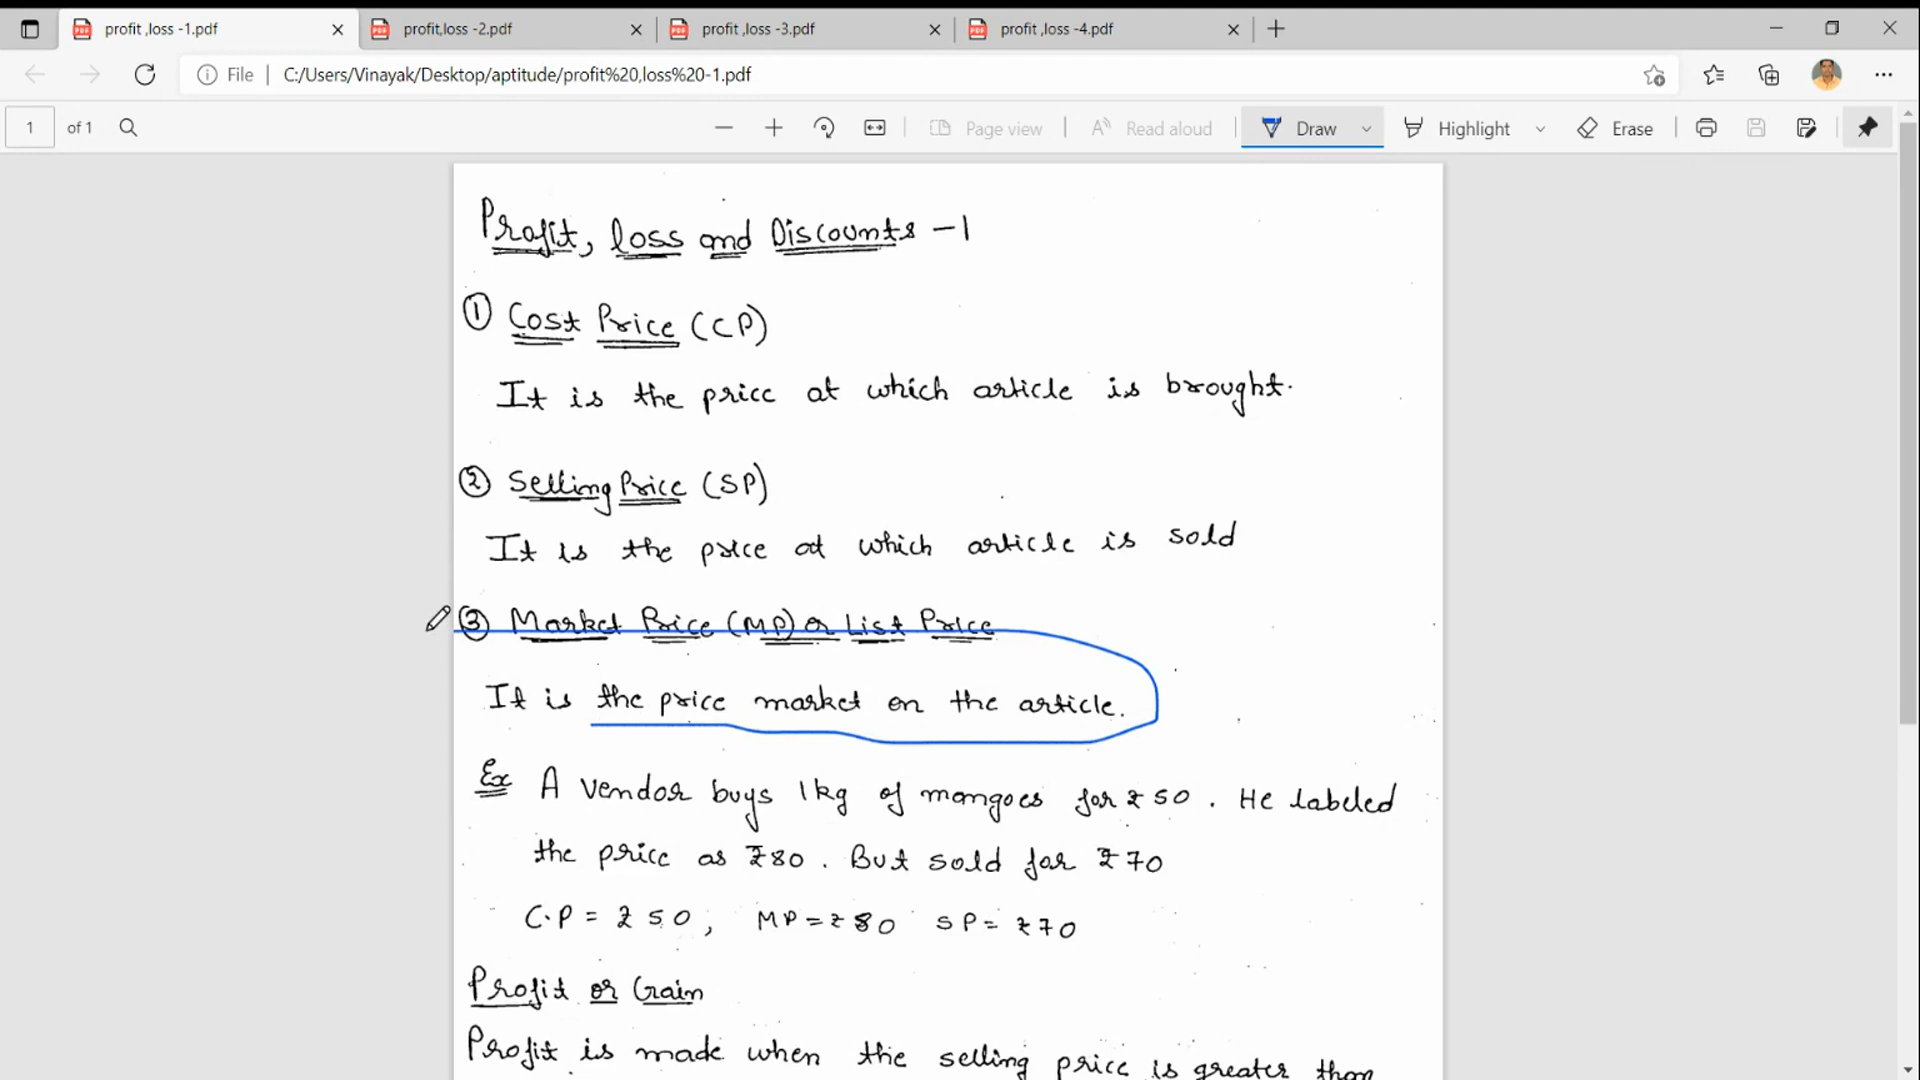 profit ,loss -1.pdf
profit,loss -2.pdf
profit ,loss -3.pdf
profit ,loss -4.pdf
File
C:/Users/Vinayak/Desktop/aptitude/profit%20,loss%20-1.pdf
1 of 1
Page view
Read aloud
Draw
Highlight
Erase
Profit, loss and Discounts -1
① Cost Price (CP)
It is the price at which article is brought.
② Selling Price (SP)
It is the price at which article is sold
③ Market Price (MP) or List Price
It is the price market on the article.
Ex A vendor buys 1kg of mangoes for ₹50. He labeled
the price as ₹80. But sold for ₹70
C.P = ₹50, MP=₹80 SP= ₹70
Profit or Gain
Profit is made when the selling price is greater than